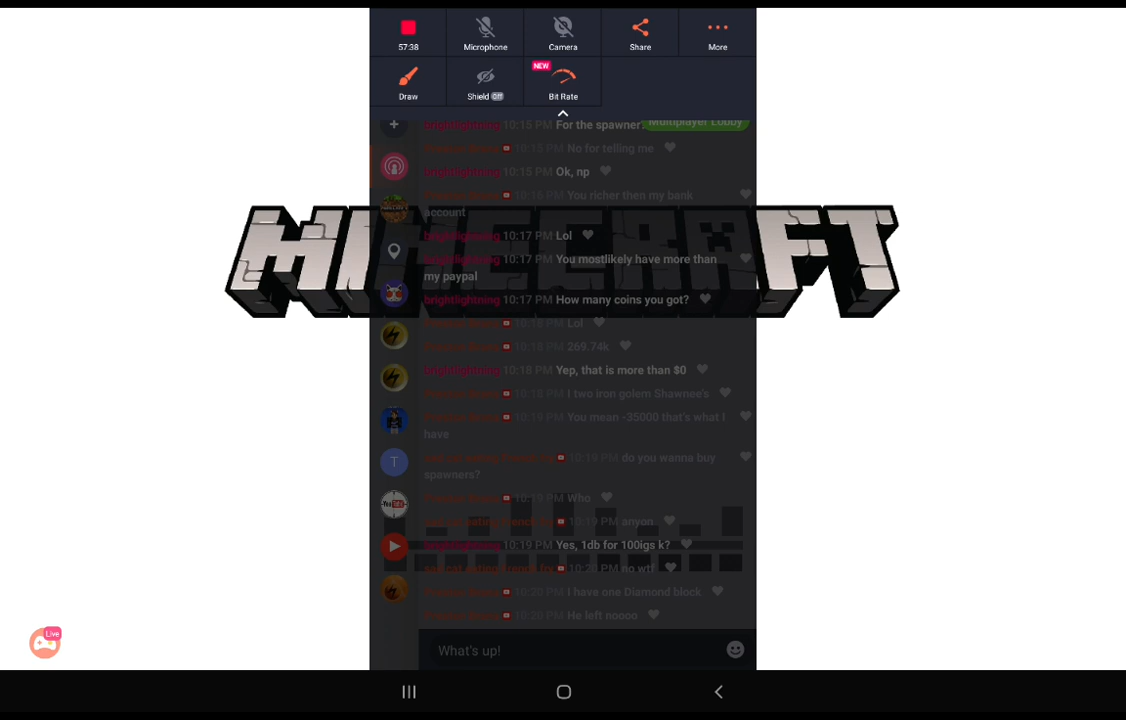 57:38
Microphone
Camera
Share
More
Draw
Shield Off
NEW
Bit Rate
brightlightning 10:15 PM For the spawner
Multiplayer Lobby
10:15 PM No for telling me
brightlightning 10:15 PM Ok, np
10:16 PM You richer then my bank
account
MINECRAFT
brightlightning 10:17 PM Lol
brightlightning 10:17 PM You mostlikely have more than
my paypal
brightlightning 10:17 PM How many coins you got?
10:18 PM Lol
10:18 PM 269.74k
brightlightning 10:18 PM Yep, that is more than $0
10:18 PM I two iron golem Shawnee's
10:19 PM You mean -35000 that's what I
have
10:19 PM do you wanna buy
spawners?
T
10:19 PM Who
10:19 PM anyon
brightlightning 10:19 PM Yes, 1db for 100igs k?
10:20 PM no wtf
10:20 PM I have one Diamond block
10:20 PM He left noooo
Live
What's up!